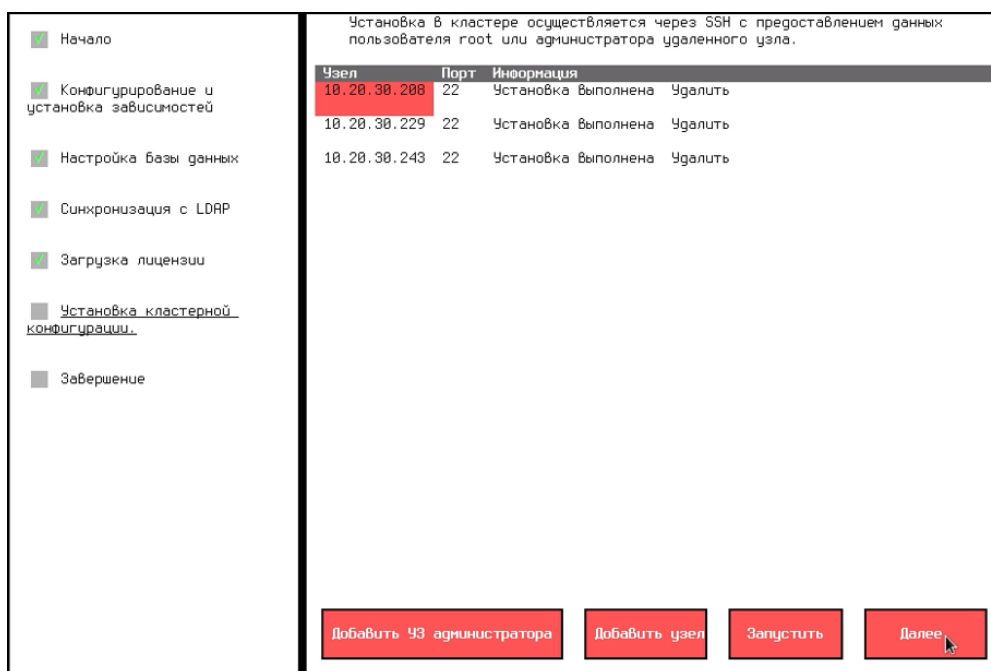 Начало
Конфигурирование и
установка зависимостей
Настройка базы данных
Синхронизация с LDAP
Загрузка лицензии
Установка кластерной
конфигурации.
Завершение
Установка в кластере осуществляется через SSH с предоставлением данных
пользователя root или администратора удаленного узла.
Узел Порт Информация
10.20.30.208 22 Установка выполнена Удалить
10.20.30.229 22 Установка выполнена Удалить
10.20.30.243 22 Установка выполнена Удалить
Добавить УЗ администратора Добавить узел Запустить Далее